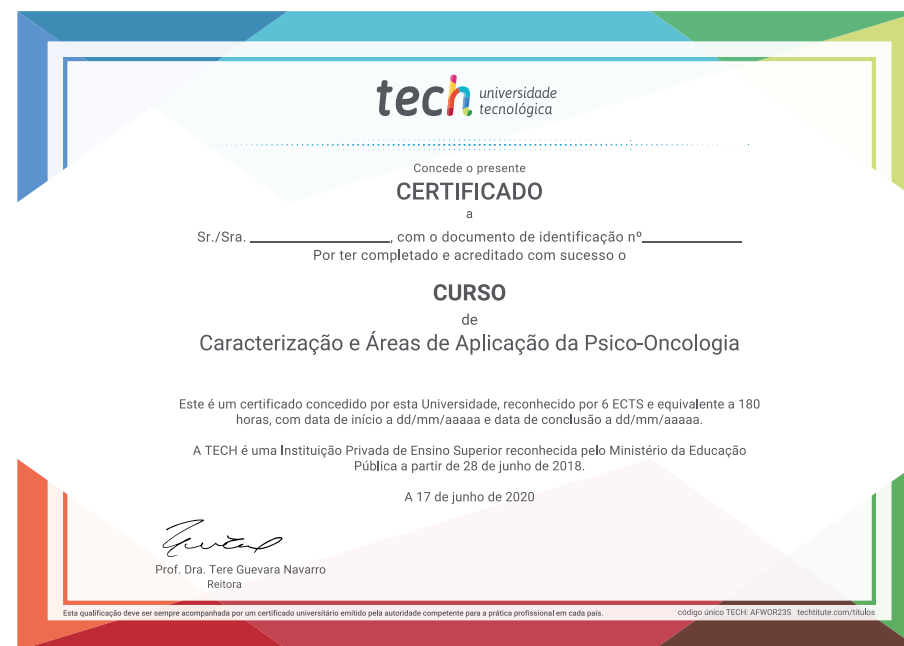 tech universidade
tecnológica
Concede o presente
CERTIFICADO
a
Sr./Sra. ____________________, com o documento de identificação nº______________
Por ter completado e acreditado com sucesso o
CURSO
de
Caracterização e Áreas de Aplicação da Psico-Oncologia
Este é um certificado concedido por esta Universidade, reconhecido por 6 ECTS e equivalente a 180
horas, com data de início a dd/mm/aaaaa e data de conclusão a dd/mm/aaaaa.
A TECH é uma Instituição Privada de Ensino Superior reconhecida pelo Ministério da Educação
Pública a partir de 28 de junho de 2018.
A 17 de junho de 2020
Prof. Dra. Tere Guevara Navarro
Reitora
Esta qualificação deve ser sempre acompanhada por um certificado universitário emitido pela autoridade competente para a prática profissional em cada país. código único TECH: AFWOR23S techtitute.com/titulos